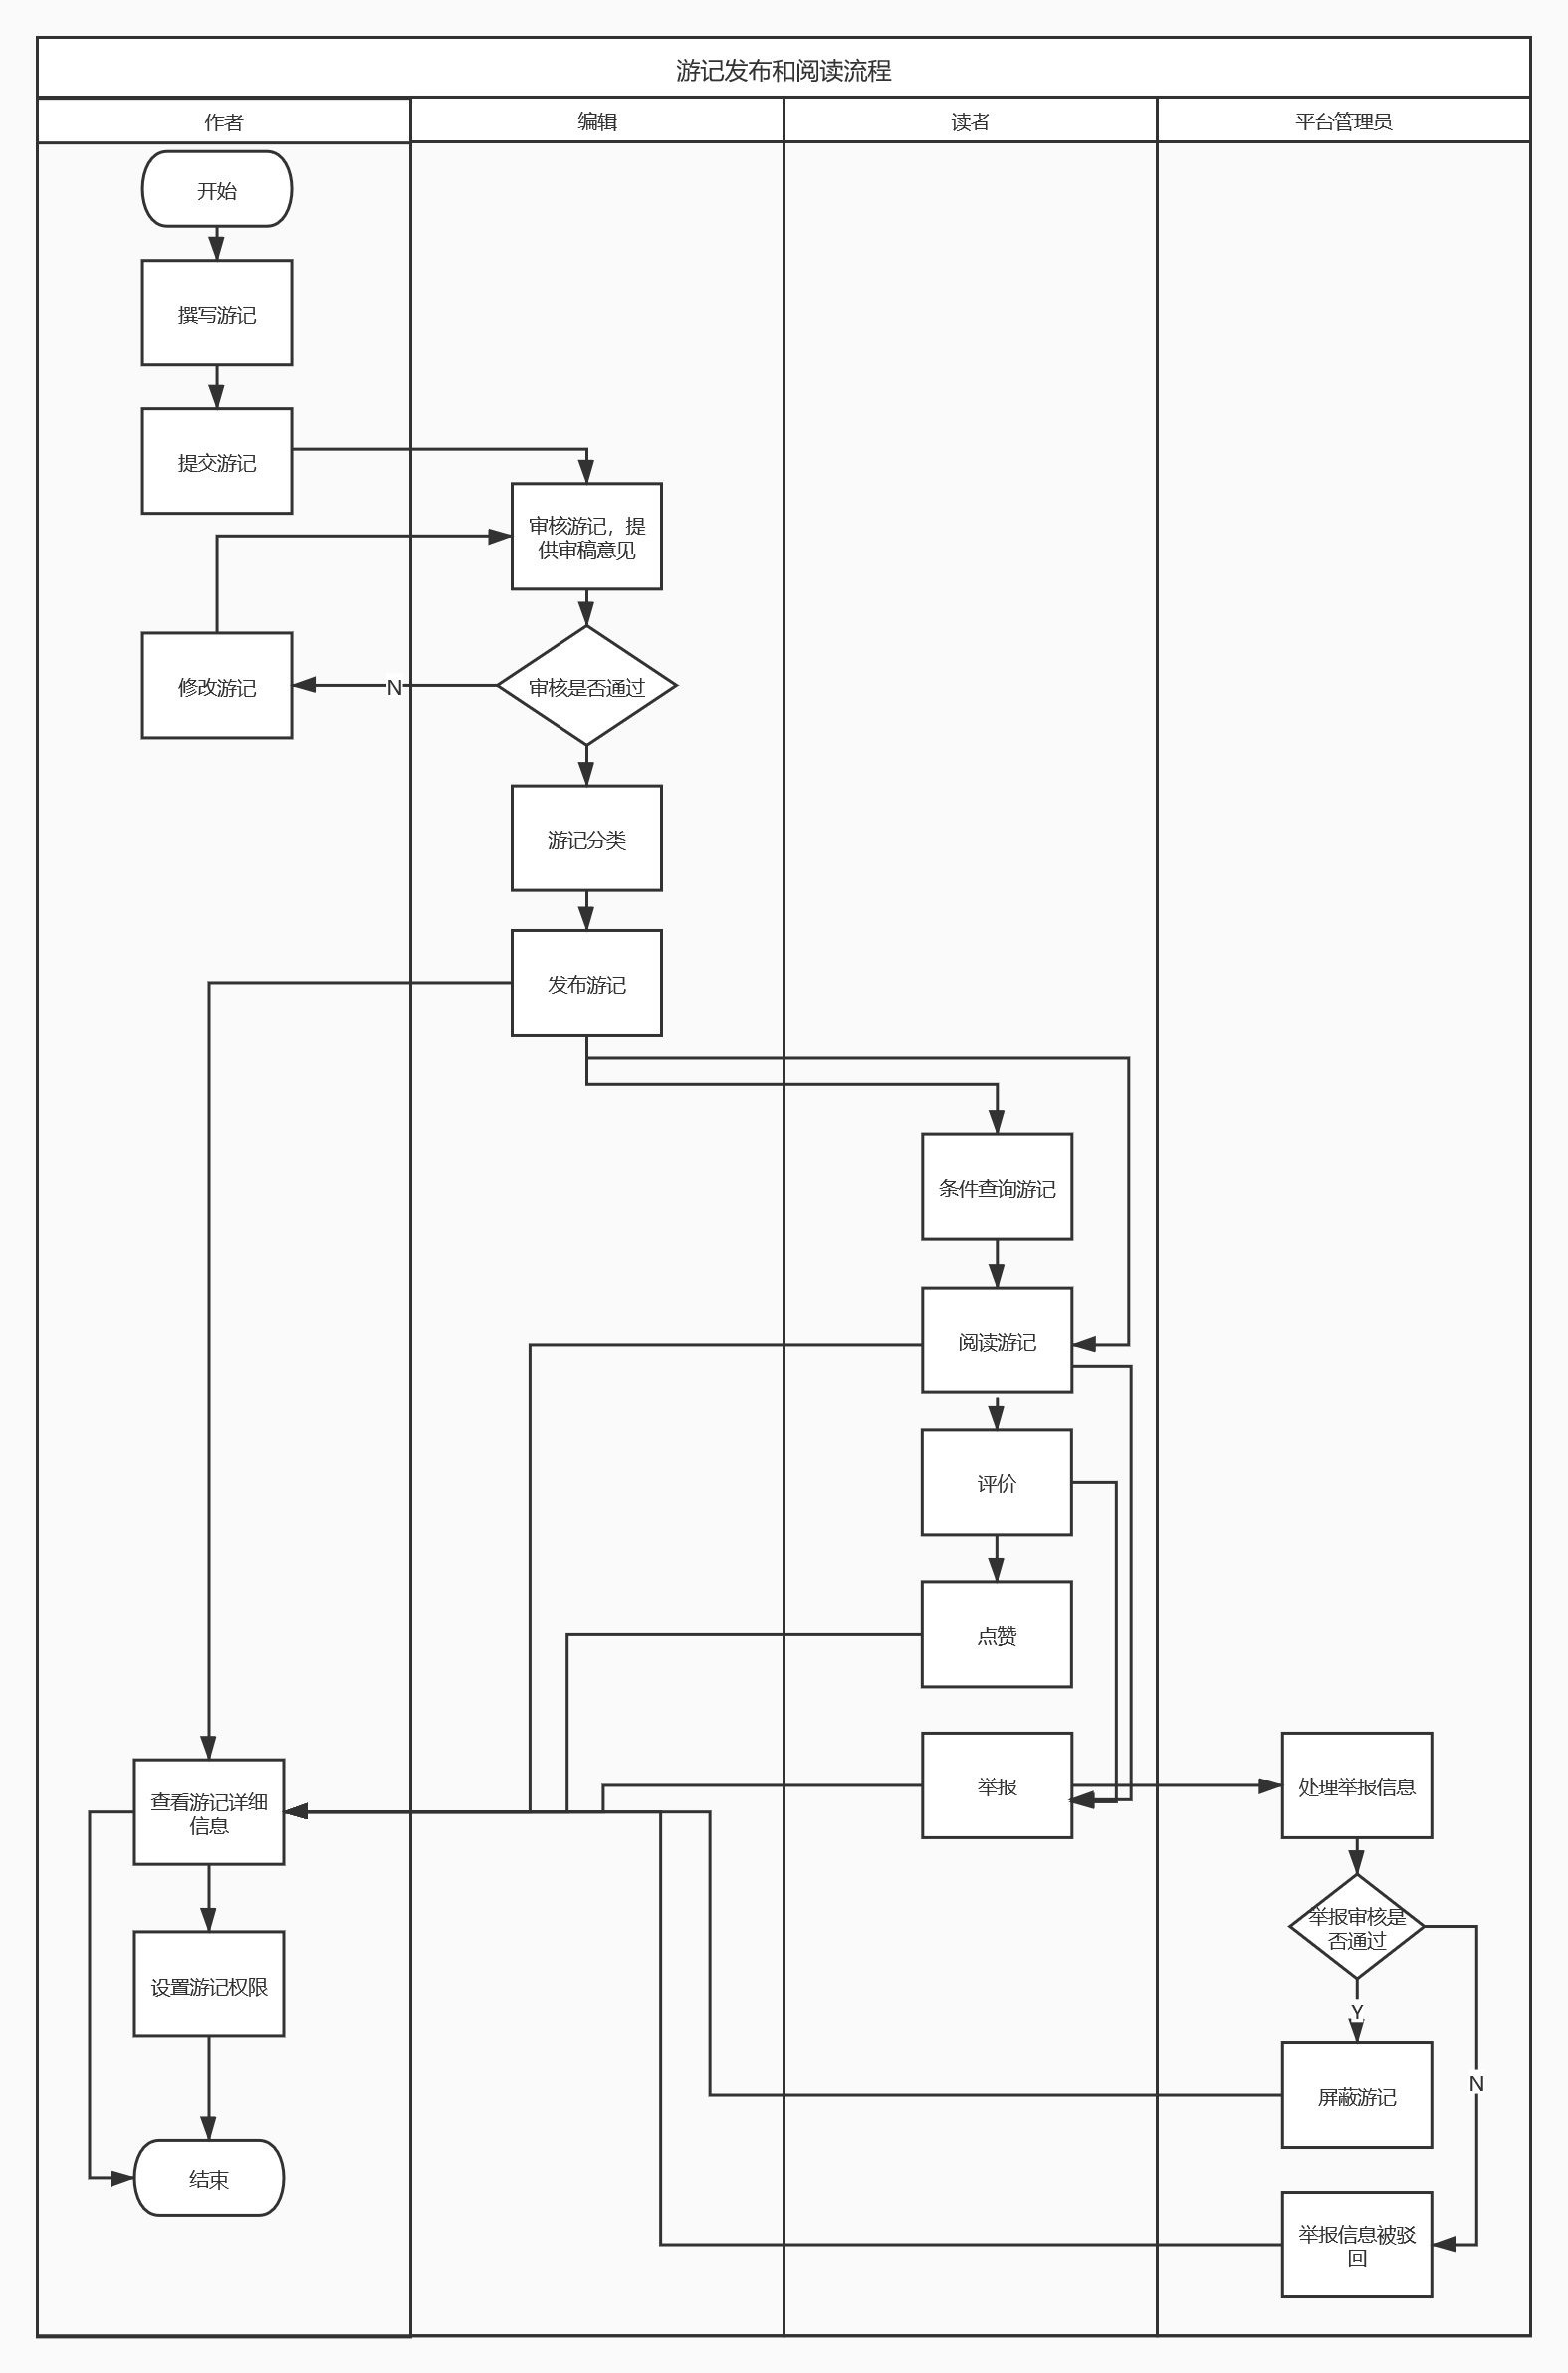 游记发布和阅读流程
作者
编辑
读者
平台管理员
开始
撰写游记
提交游记
审核游记，提
供审稿意见
修改游记
N
审核是否通过
游记分类
发布游记
条件查询游记
阅读游记
评价
点赞
举报
处理举报信息
查看游记详细
信息
举报审核是
否通过
设置游记权限
Y
N
屏蔽游记
结束
举报信息被驳
回